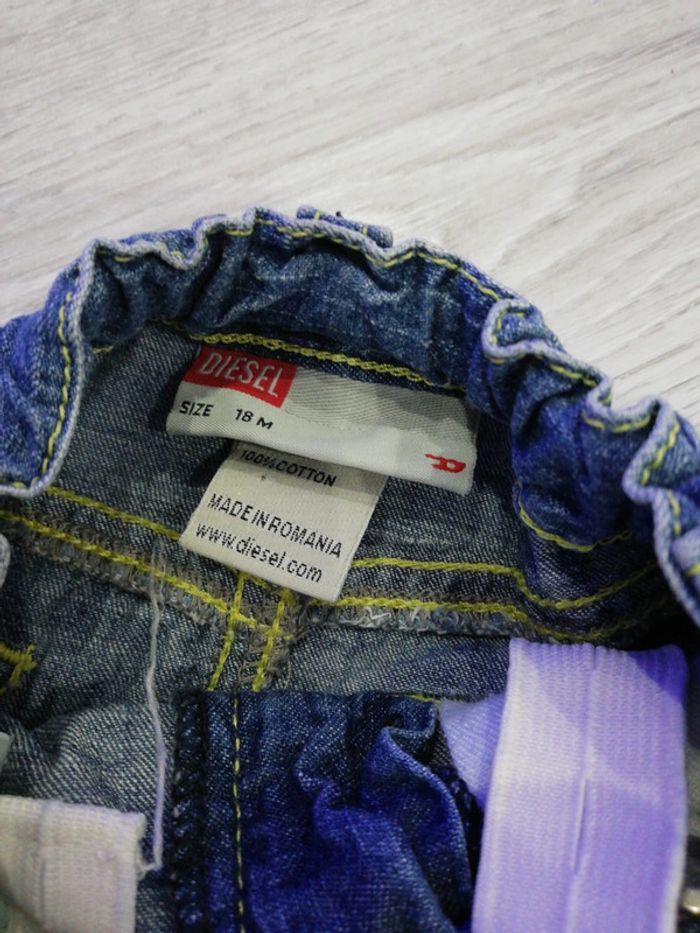 DIESEL
SIZE 18 M
100% COTTON
MADE IN ROMANIA
www.diesel.com